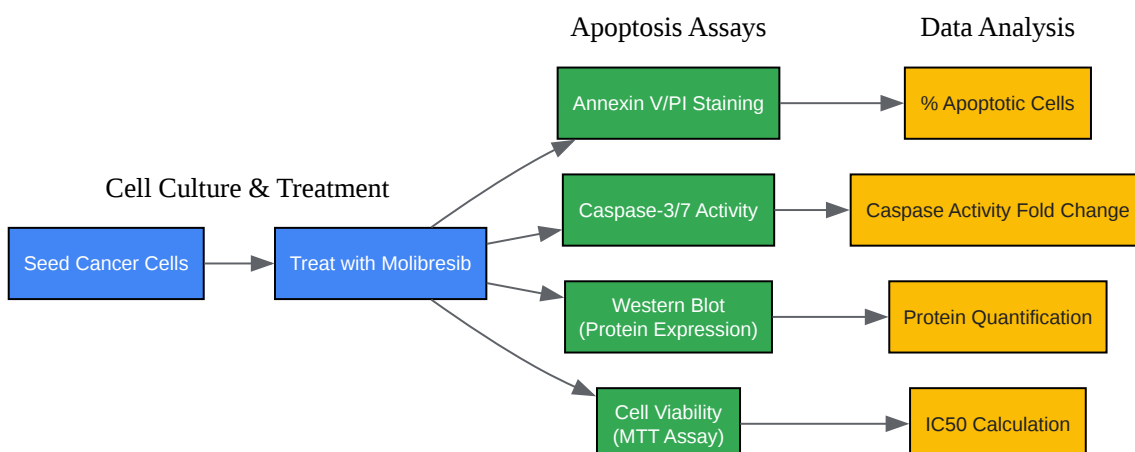 Apoptosis Assays
Data Analysis
Annexin V/PI Staining
% Apoptotic Cells
Cell Culture & Treatment
Caspase-3/7 Activity
Caspase Activity Fold Change
Seed Cancer Cells
Treat with Molibresib
Western Blot
(Protein Expression)
Protein Quantification
Cell Viability
(MTT Assay)
IC50 Calculation